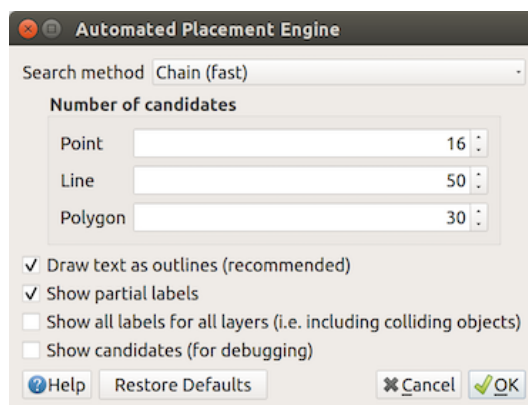 Automated Placement Engine
Search method Chain (fast)
Number of candidates
Point 16
Line 50
Polygon 30
Draw text as outlines (recommended)
Show partial labels
Show all labels for all layers (i.e. including colliding objects)
Show candidates (for debugging)
Help Restore Defaults Cancel OK